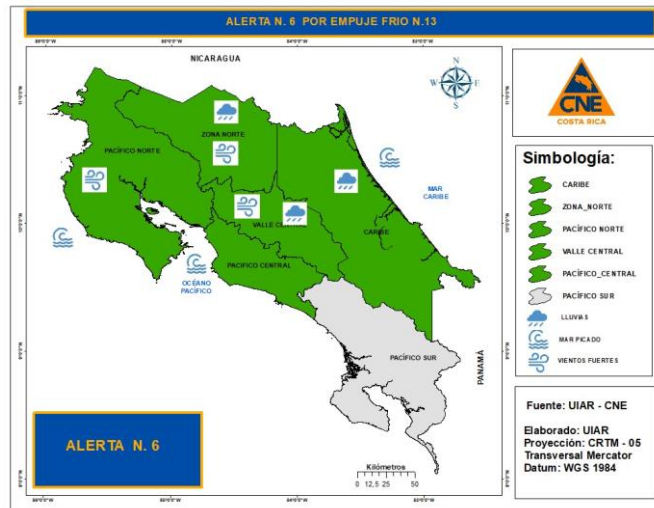 ALERTA N. 6 POR EMPUJE FRIO N.13
NICARAGUA
N
W
E
S
ZONA NORTE
PACÍFICO NORTE
MAR
CARIBE
CARIBE
PACIFICO CENTRAL
OCÉANO
PACÍFICO
PACÍFICO SUR
PANAMÁ
ALERTA N. 6
Kilómetros
0 12,5 25 50
CNE
COSTA RICA
Simbología:
CARIBE
ZONA_NORTE
PACÍFICO NORTE
VALLE CENTRAL
PACÍFICO_CENTRAL
PACÍFICO SUR
LLUVIAS
MAR PICADO
VIENTOS FUERTES
Fuente: UIAR - CNE
Elaborado: UIAR
Proyección: CRTM - 05
Transversal Mercator
Datum: WGS 1984